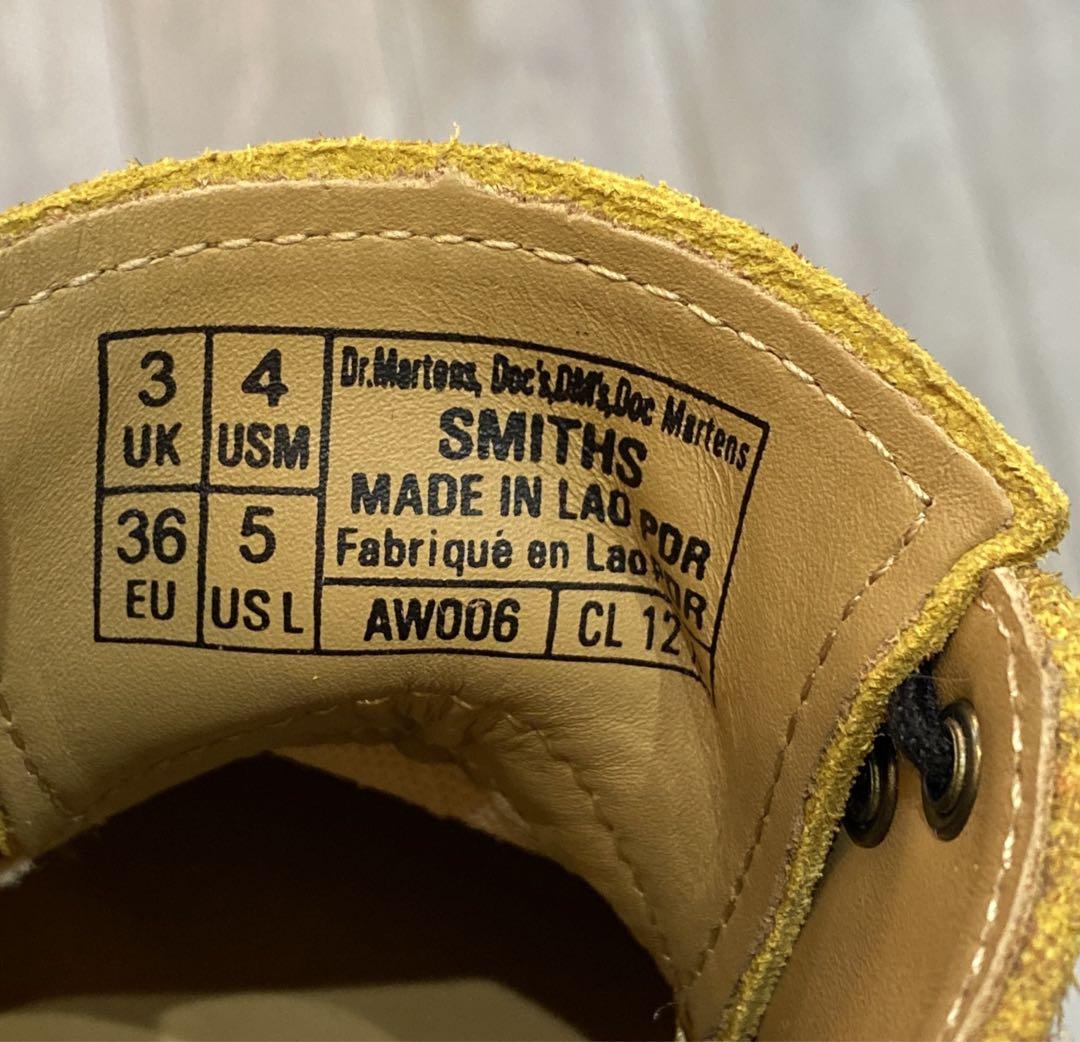 3 UK
4 USM
36 EU
5 US L
Dr.Martens, Doc's,DM's,Doc Martens
SMITHS
MADE IN LAO PDR
Fabriqué en Lao PDR
AW006
CL 12